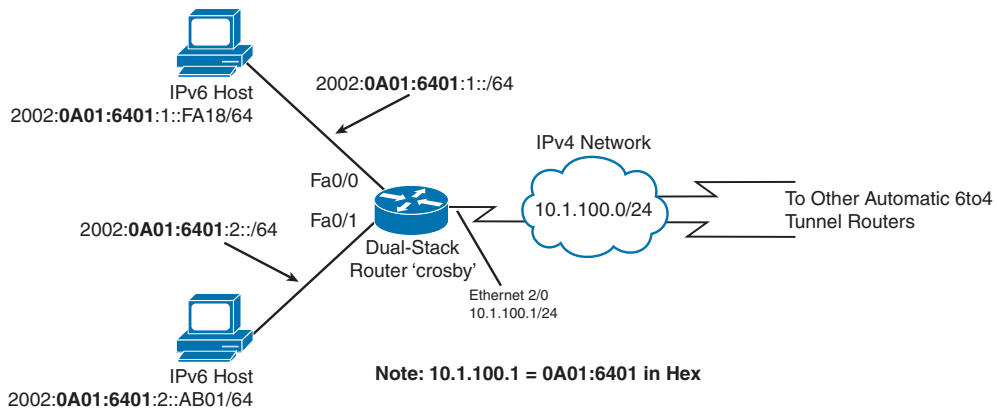 IPv6 Host
2002:0A01:6401:1::FA18/64
2002:0A01:6401:1::/64
Fa0/0
Fa0/1
2002:0A01:6401:2::/64
Dual-Stack
Router ‘crosby’
IPv4 Network
10.1.100.0/24
To Other Automatic 6to4
Tunnel Routers
Ethernet 2/0
10.1.100.1/24
IPv6 Host
2002:0A01:6401:2::AB01/64
Note: 10.1.100.1 = 0A01:6401 in Hex